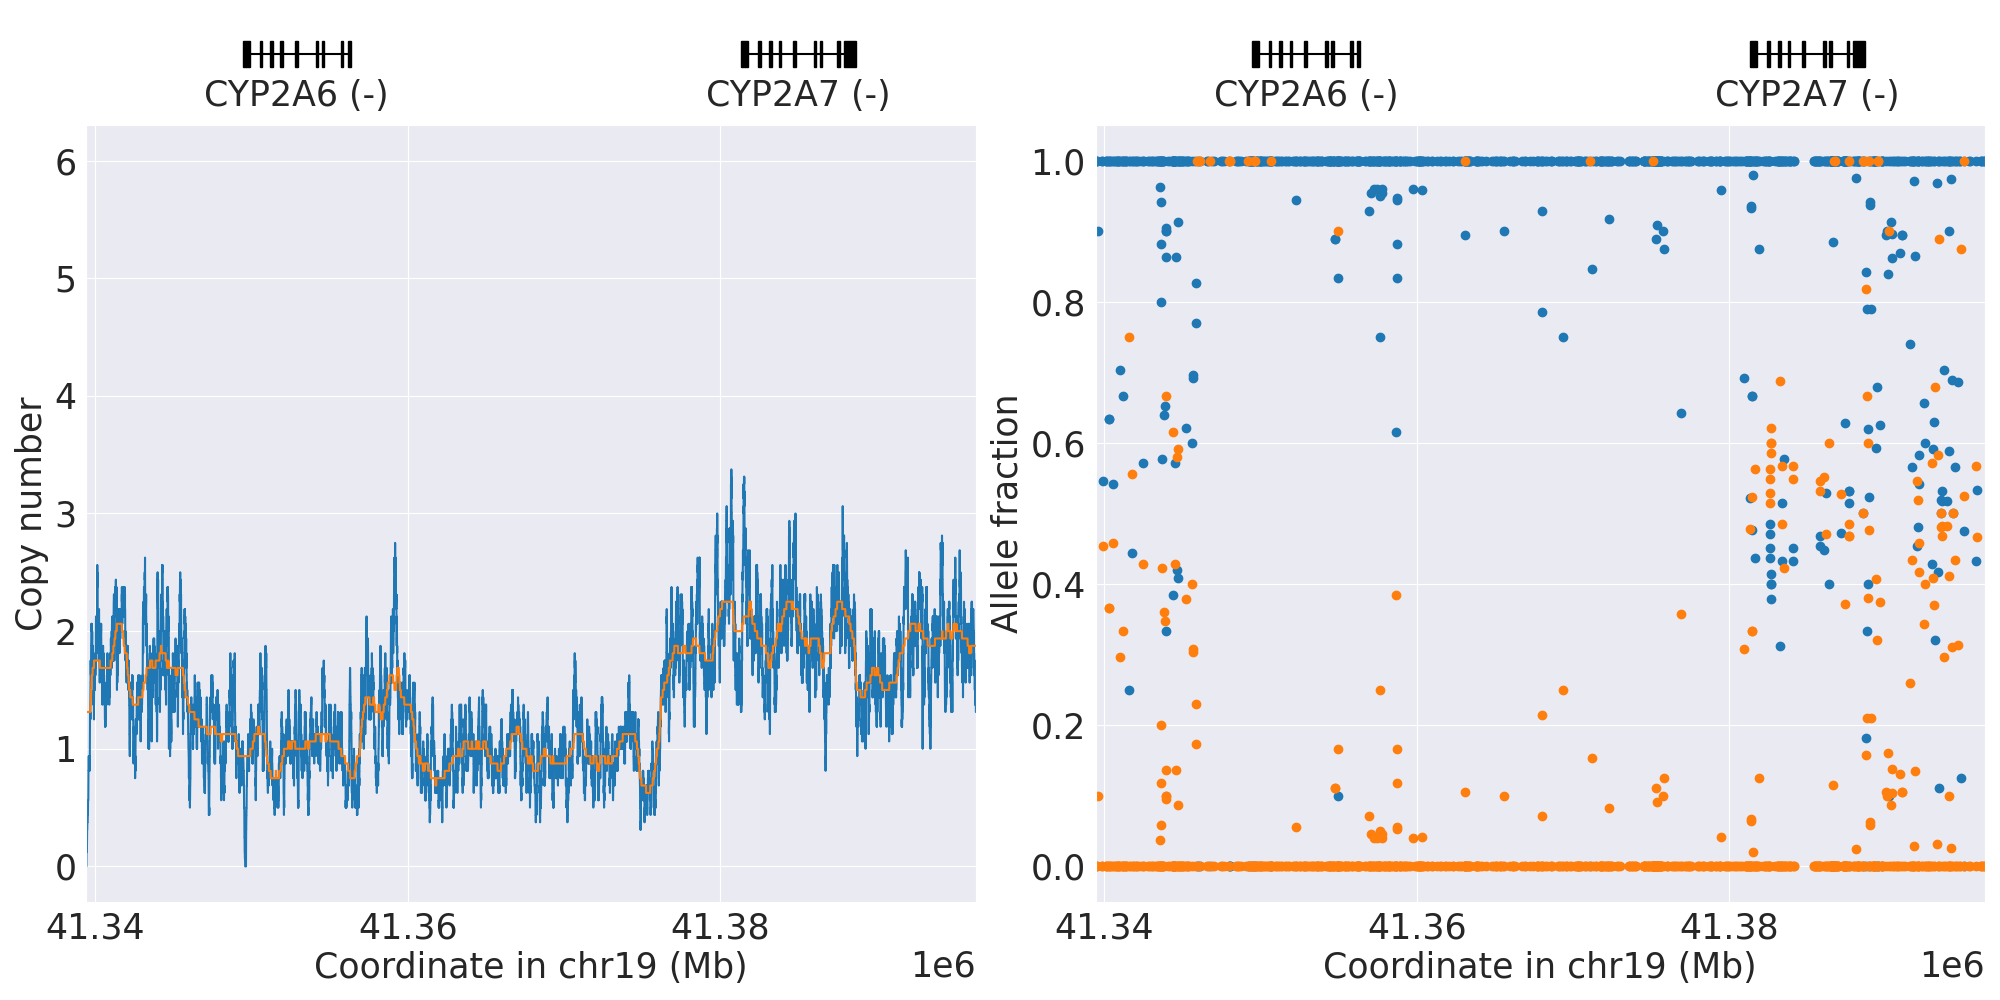 CYP2A6 (-)
CYP2A7 (-)
6
5
4
3
2
1
0
Copy number
41.34
41.36
41.38
Coordinate in chr19 (Mb)
1e6
CYP2A6 (-)
CYP2A7 (-)
1.0
0.8
0.6
0.4
0.2
0.0
Allele fraction
41.34
41.36
41.38
Coordinate in chr19 (Mb)
1e6